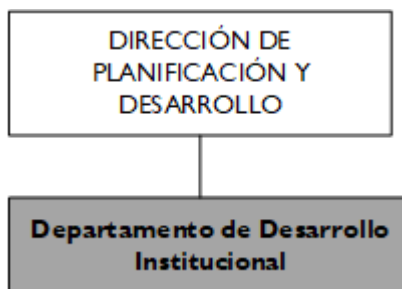 DIRECCIÓN DE
PLANIFICACIÓN Y
DESARROLLO
Departamento de Desarrollo
Institucional